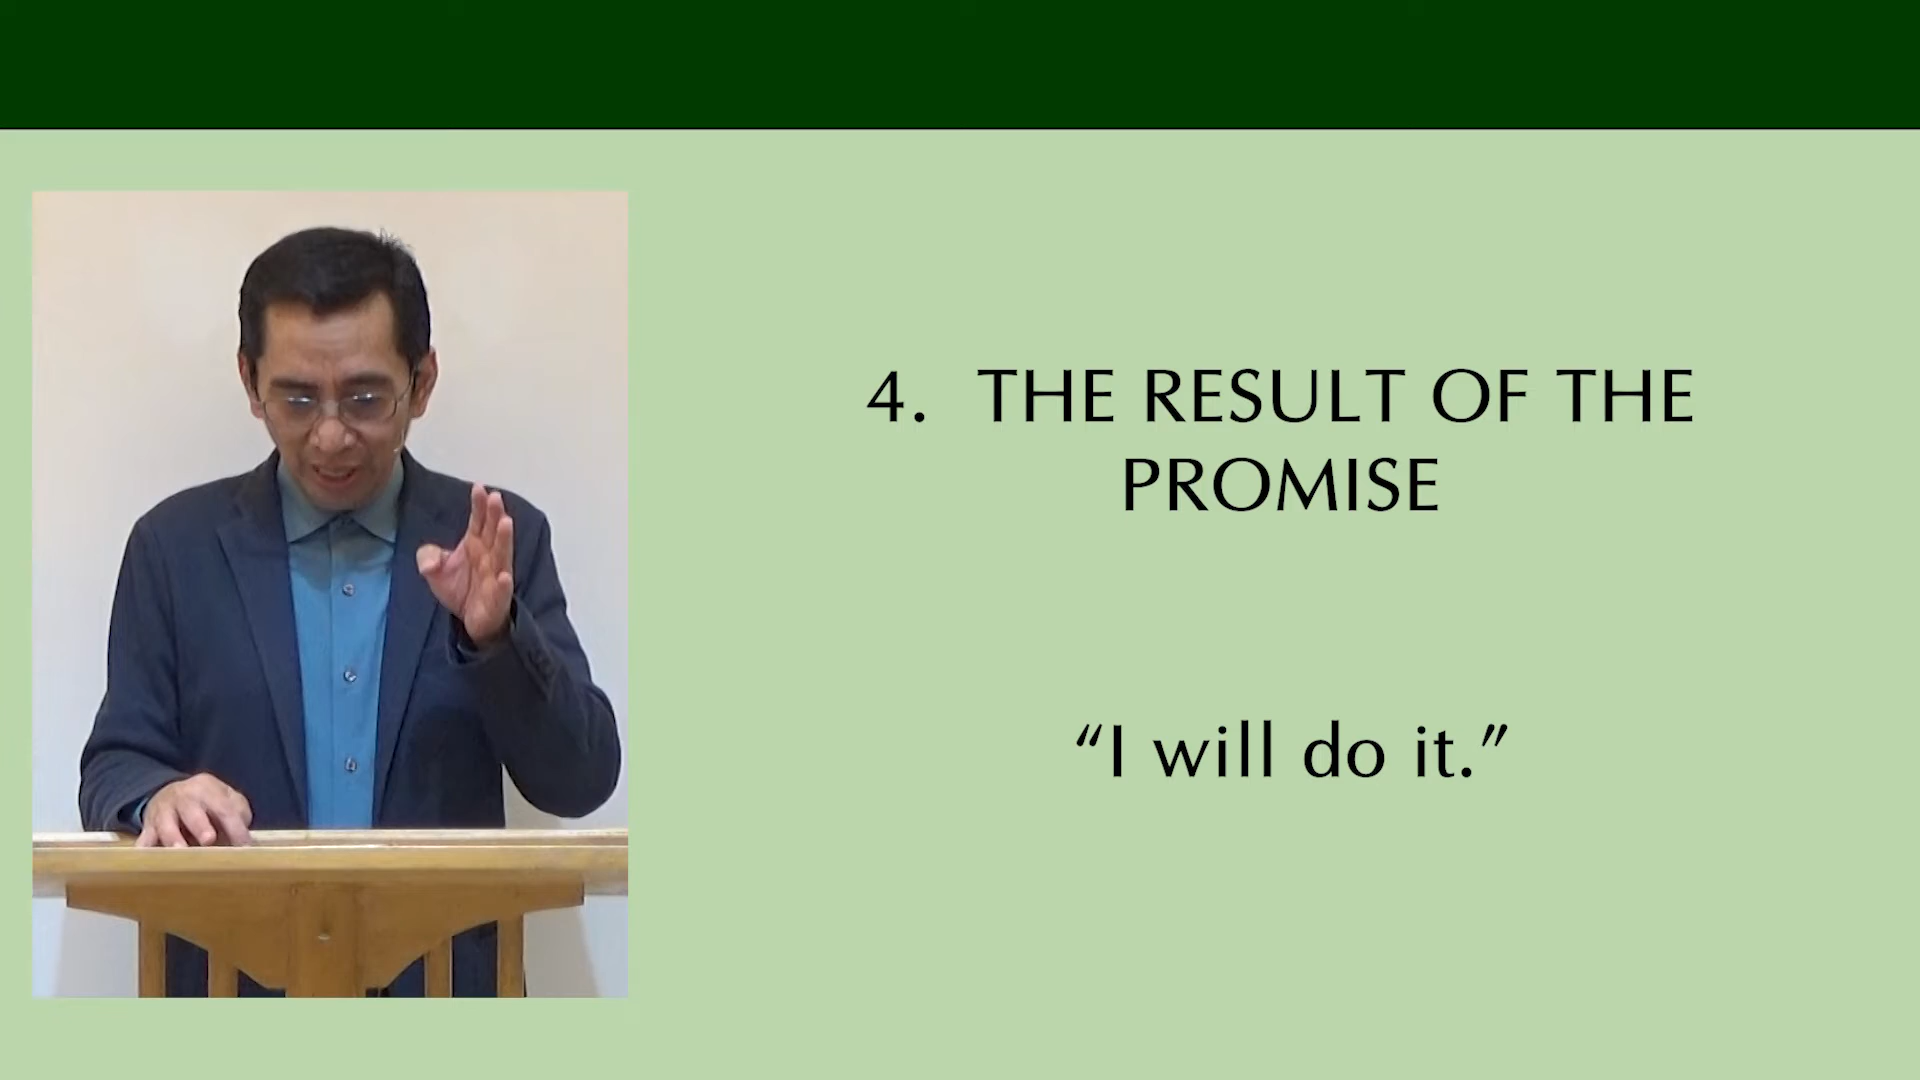 4. THE RESULT OF THE
PROMISE
“I will do it.”